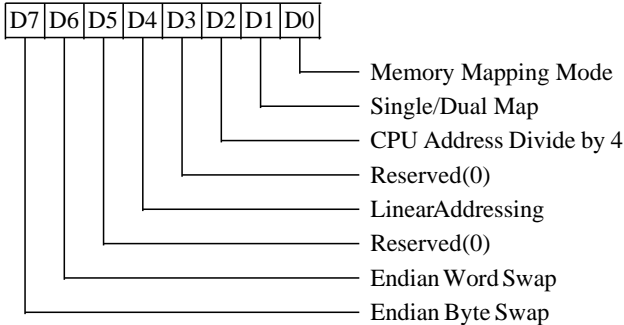 D7 D6 D5 D4 D3 D2 D1 D0
Memory Mapping Mode
Single/Dual Map
CPU Address Divide by 4
Reserved(0)
LinearAddressing
Reserved(0)
Endian Word Swap
Endian Byte Swap